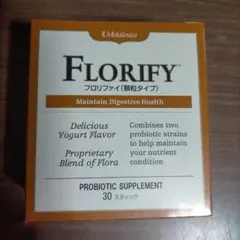 Melaleuca
FLORIFY™
フロリファイ（顆粒タイプ）
Maintain Digestive Health
Delicious
Yogurt Flavor
Proprietary
Blend of Flora
Combines two
probiotic strains
to help maintain
your nutrient
condition
PROBIOTIC SUPPLEMENT
30 スティック